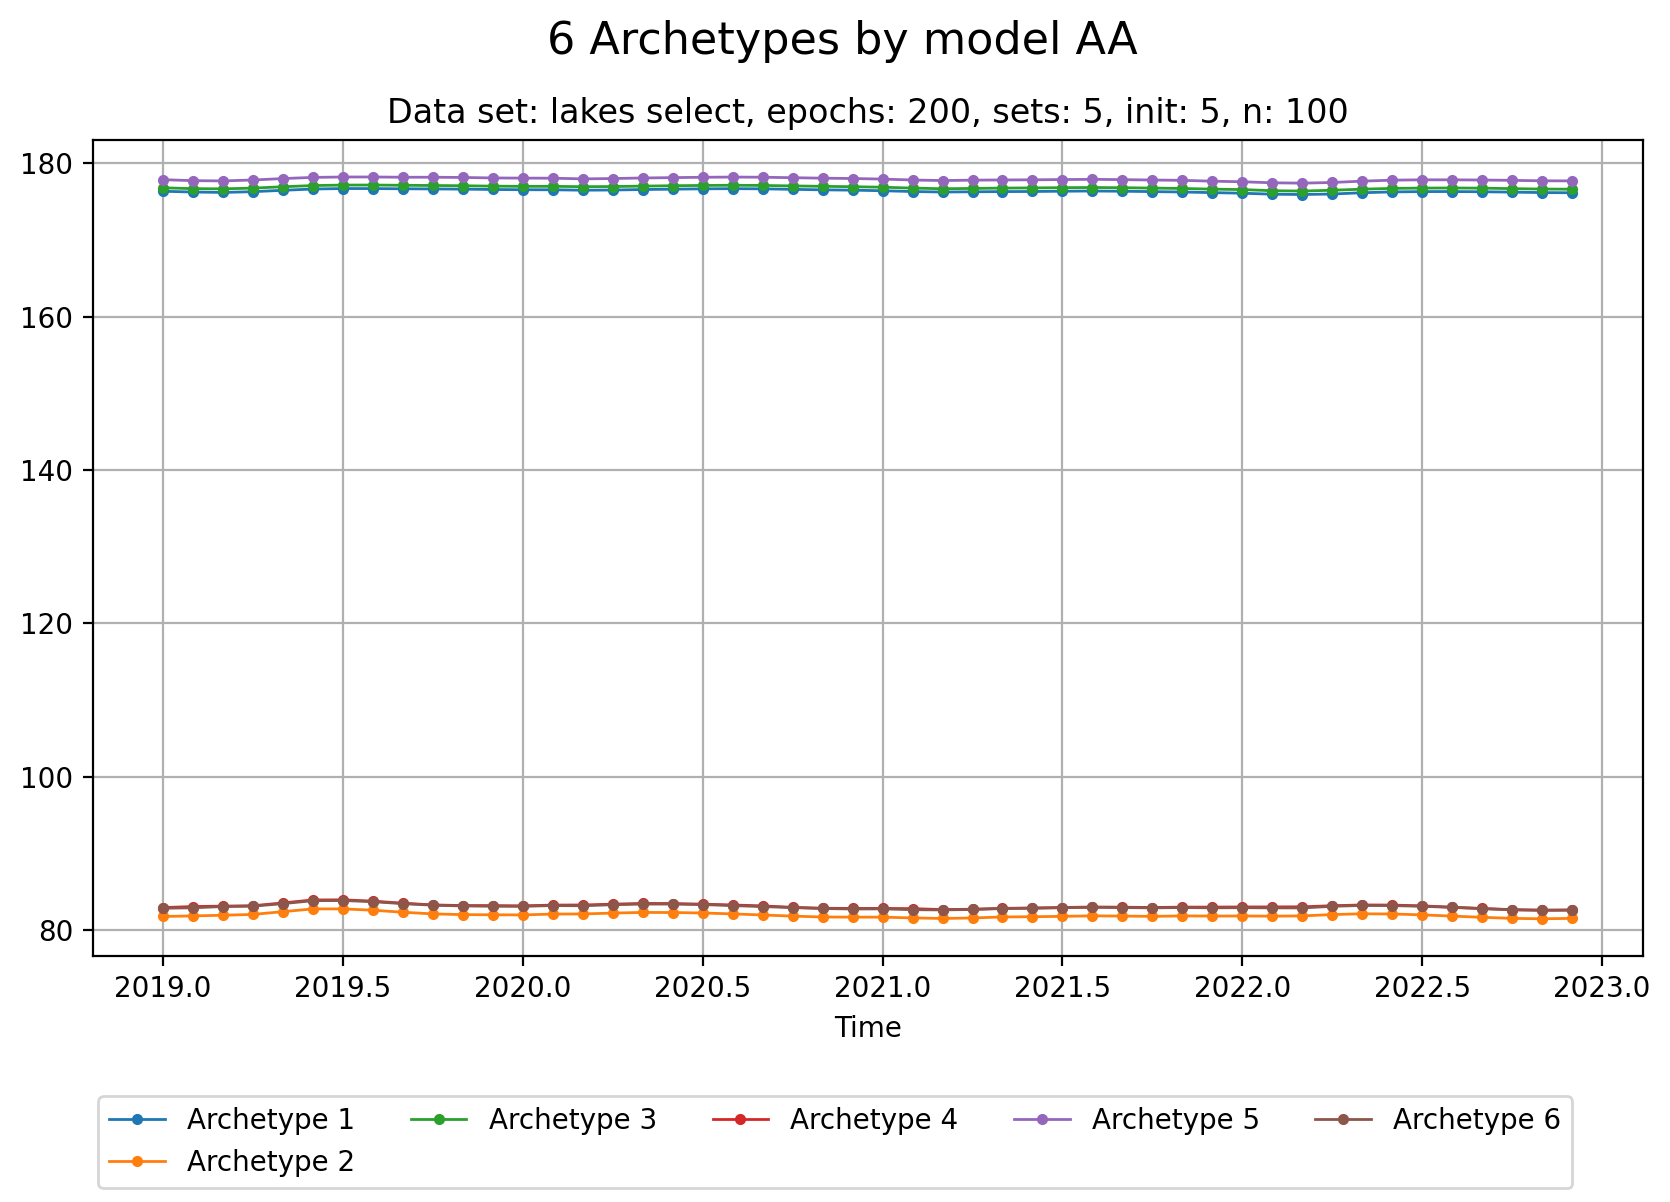 6 Archetypes by model AA
Data set: lakes select, epochs: 200, sets: 5, init: 5, n: 100
180
160
140
120
100
80
2019.0 2019.5 2020.0 2020.5 2021.0 2021.5 2022.0 2022.5 2023.0
Time
Archetype 1 Archetype 3 Archetype 4 Archetype 5 Archetype 6
Archetype 2